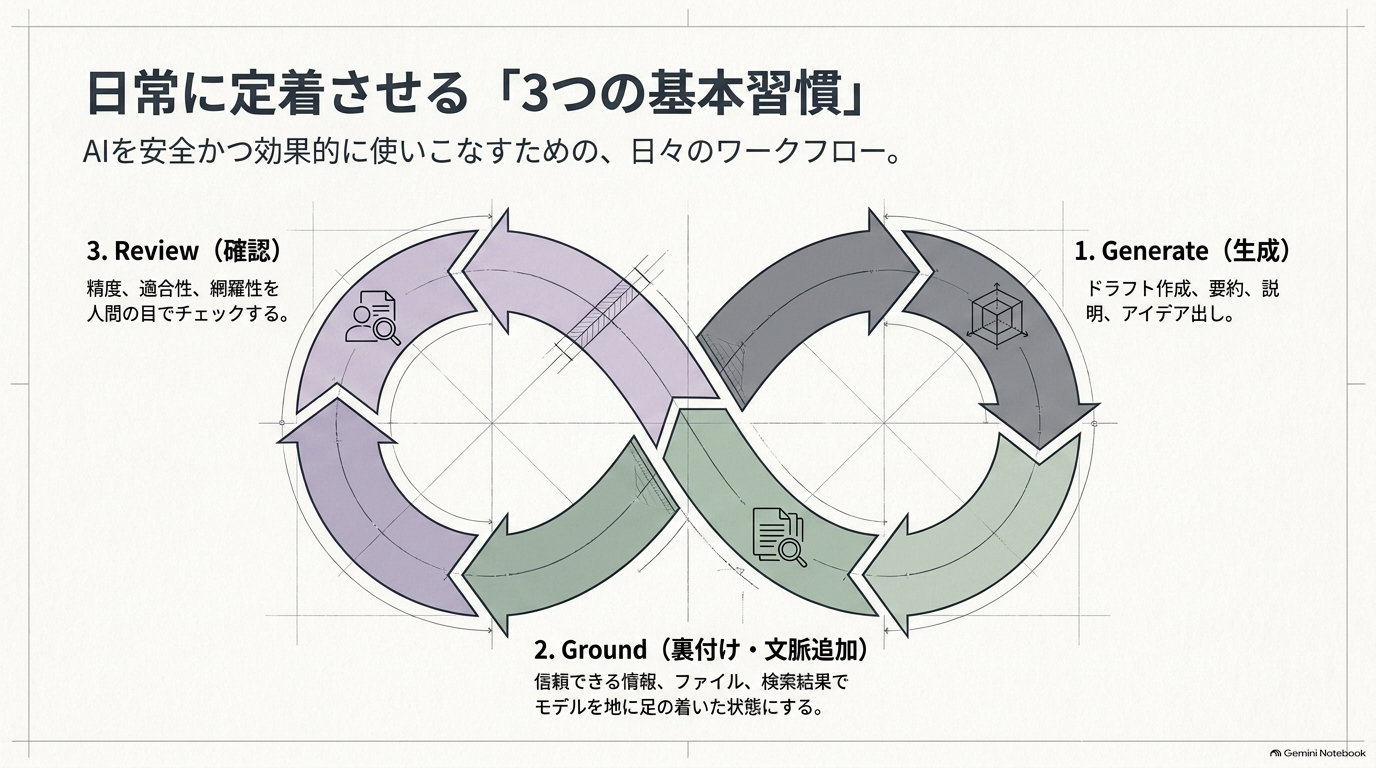 日常に定着させる「3つの基本習慣」
AIを安全かつ効果的に使いこなすための、日々のワークフロー。
3. Review（確認）
精度、適合性、網羅性を
人間の目でチェックする。
1. Generate（生成）
ドラフト作成、要約、説
明、アイデア出し。
2. Ground（裏付け・文脈追加）
信頼できる情報、ファイル、検索結果で
モデルを地に足の着いた状態にする。
Gemini Notebook